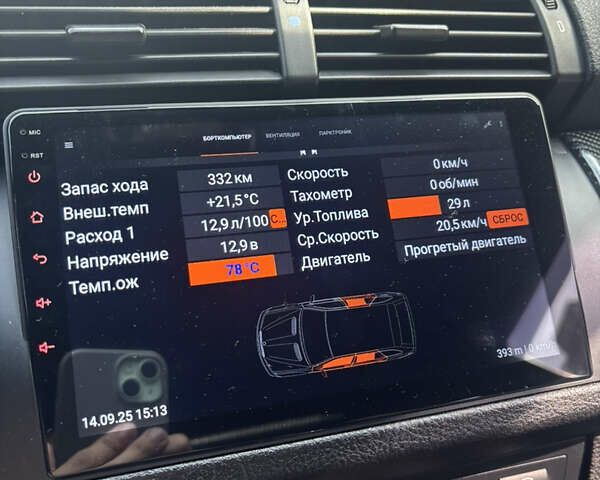 MIC
RST
БОРТКОМПЬЮТЕР ВЕНТИЛЯЦИЯ ПАРКТРОНИК
Запас хода 332 км
Внеш.темп +21,5°C
Расход 1 12,9 л/100 С...
Напряжение 12,9 в
Темп.ож 78 °C
Скорость 0 км/ч
Тахометр 0 об/мин
Ур.Топлива 29 л
Ср.Скорость 20,5 км/ч СБРОС
Двигатель Прогретый двигатель
393 m | 0 km/
14.09.25 15:13